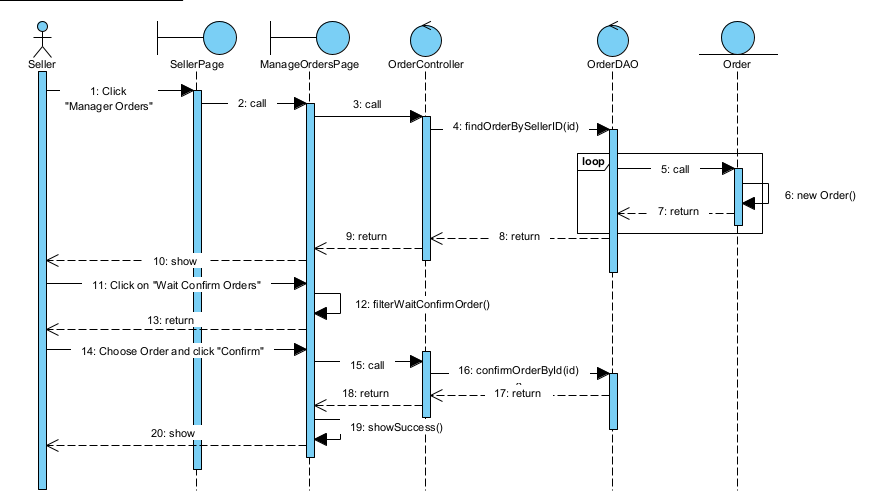 Seller
SellerPage
ManageOrdersPage
OrderController
OrderDAO
Order
1: Click
"Manager Orders"
2: call
3: call
4: findOrderBySellerID(id)
loop
5: call
6: new Order()
7: return
8: return
9: return
10: show
11: Click on "Wait Confirm Orders"
12: filterWaitConfirmOrder()
13: return
14: Choose Order and click "Confirm"
15: call
16: confirmOrderById(id)
17: return
18: return
19: showSuccess()
20: show